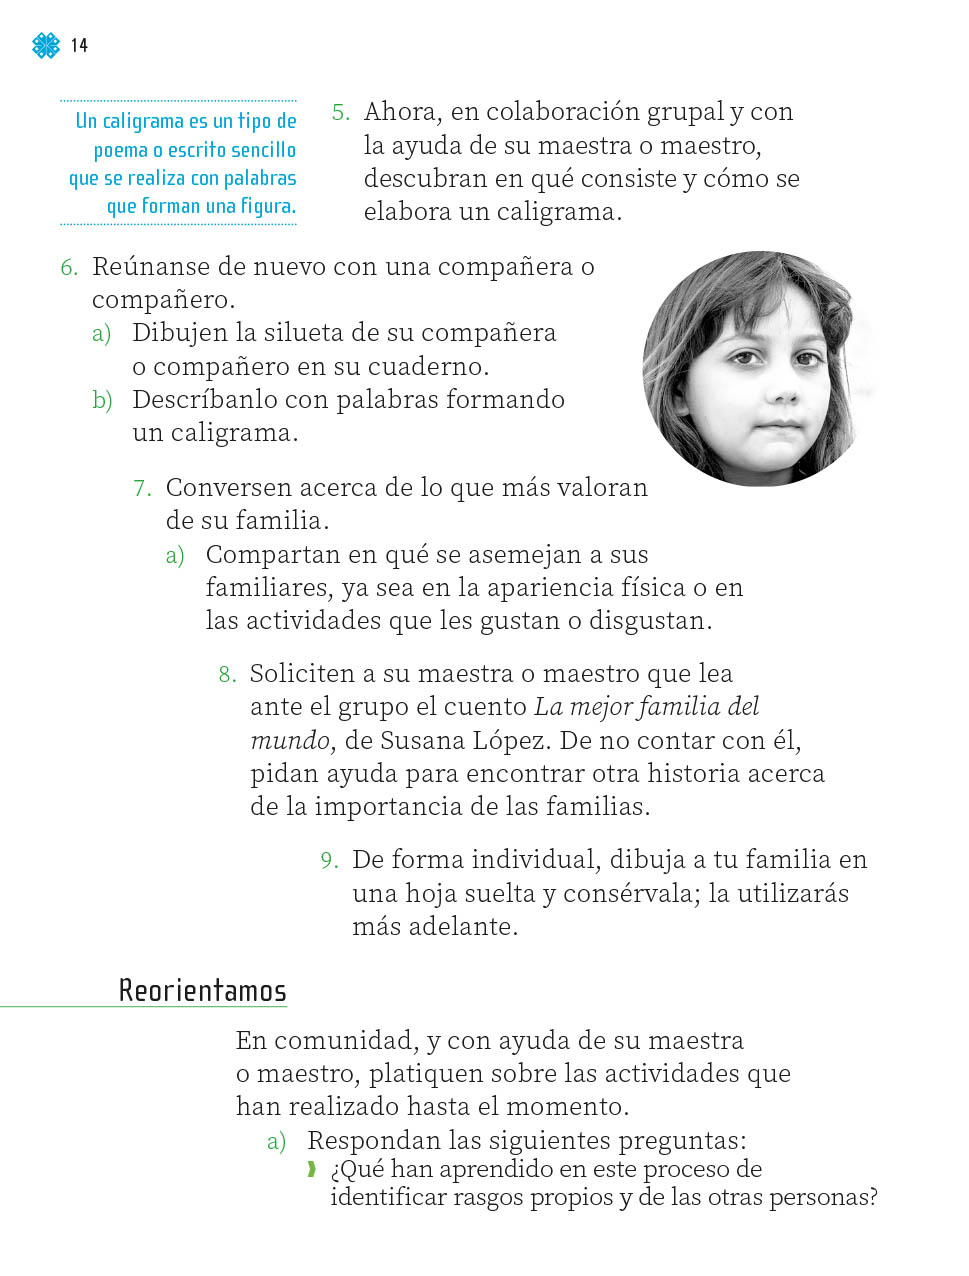 14
Un caligrama es un tipo de
poema o escrito sencillo
que se realiza con palabras
que forman una figura.
5. Ahora, en colaboración grupal y con
la ayuda de su maestra o maestro,
descubran en qué consiste y cómo se
elabora un caligrama.
6. Reúnanse de nuevo con una compañera o
compañero.
a) Dibujen la silueta de su compañera
o compañero en su cuaderno.
b) Descríbanlo con palabras formando
un caligrama.
7. Conversen acerca de lo que más valoran
de su familia.
a) Compartan en qué se asemejan a sus
familiares, ya sea en la apariencia física o en
las actividades que les gustan o disgustan.
8. Soliciten a su maestra o maestro que lea
ante el grupo el cuento La mejor familia del
mundo, de Susana López. De no contar con él,
pidan ayuda para encontrar otra historia acerca
de la importancia de las familias.
9. De forma individual, dibuja a tu familia en
una hoja suelta y consérvala; la utilizarás
más adelante.
Reorientamos
En comunidad, y con ayuda de su maestra
o maestro, platiquen sobre las actividades que
han realizado hasta el momento.
a) Respondan las siguientes preguntas:
¿Qué han aprendido en este proceso de
identificar rasgos propios y de las otras personas?